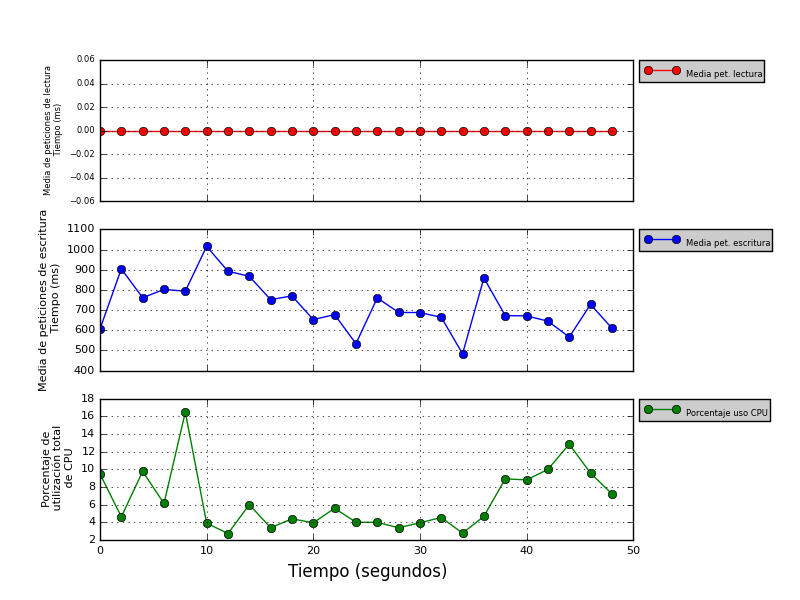 0.06
0.04
0.02
0.00
−0.02
−0.04
−0.06
Media de peticiones de lectura
Tiempo (ms)
Media pet. lectura
1100
1000
900
800
700
600
500
400
Media de peticiones de escritura
Tiempo (ms)
Media pet. escritura
18
16
14
12
10
8
6
4
2
Porcentaje de
utilización total
de CPU
Porcentaje uso CPU
0
10
20
30
40
50
Tiempo (segundos)